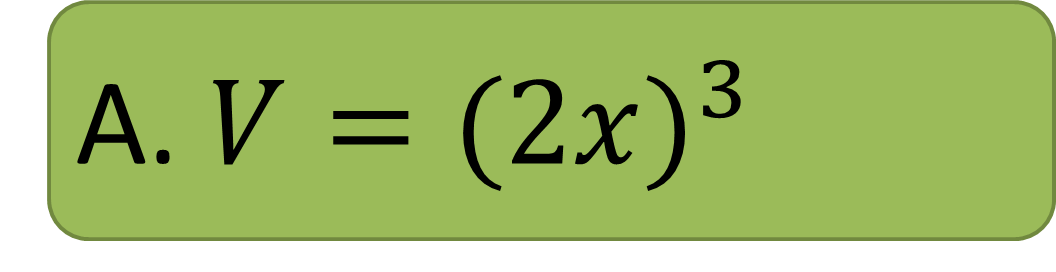 A. V = (2x)³